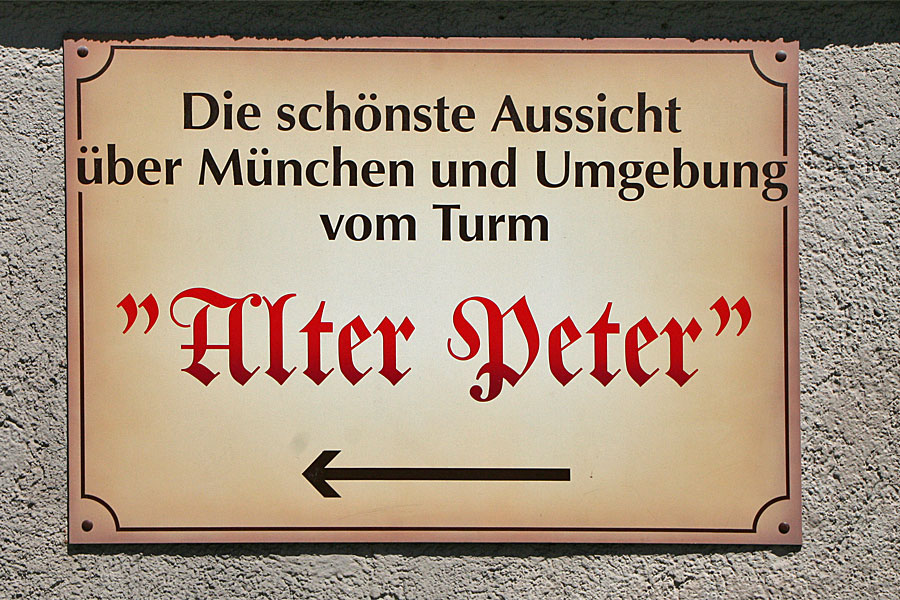 Die schönste Aussicht
über München und Umgebung
vom Turm
"Alter Peter"